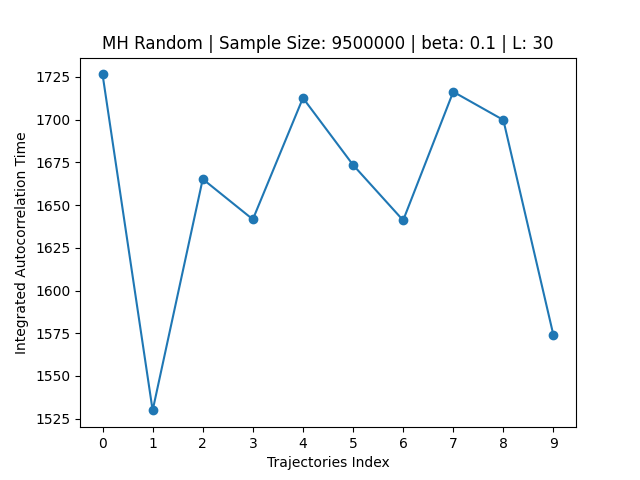 MH Random | Sample Size: 9500000 | beta: 0.1 | L: 30
1725
1700
1675
1650
1625
1600
1575
1550
1525
Integrated Autocorrelation Time
0 1 2 3 4 5 6 7 8 9
Trajectories Index